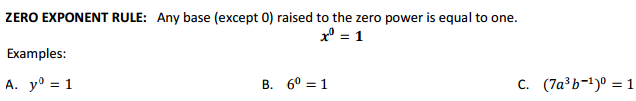 ZERO EXPONENT RULE: Any base (except 0) raised to the zero power is equal to one.
x⁰ = 1
Examples:
A. y⁰ = 1 B. 6⁰ = 1 C. (7a³b⁻¹)⁰ = 1